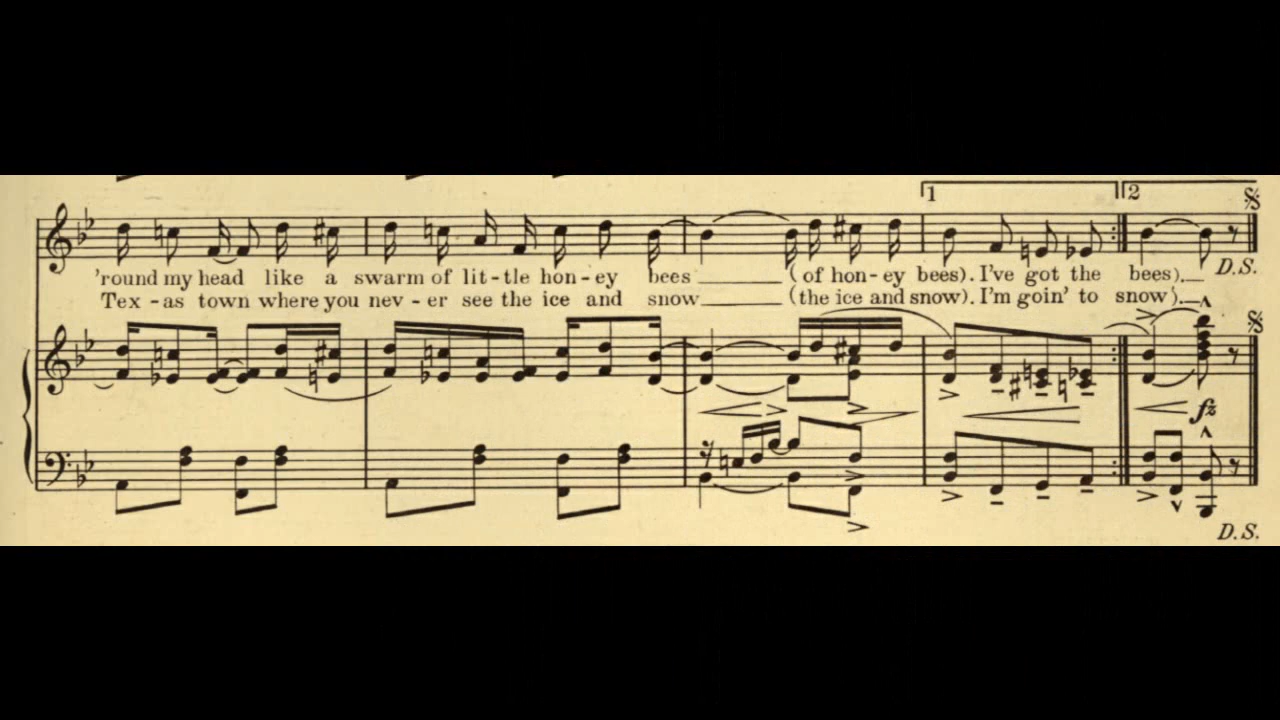 1 2
'round my head like a swarm of lit-tle hon-ey bees (of hon-ey bees). I've got the bees).
D.S.
Tex-as town where you nev-er see the ice and snow (the ice and snow). I'm goin' to snow).
fz
D.S.